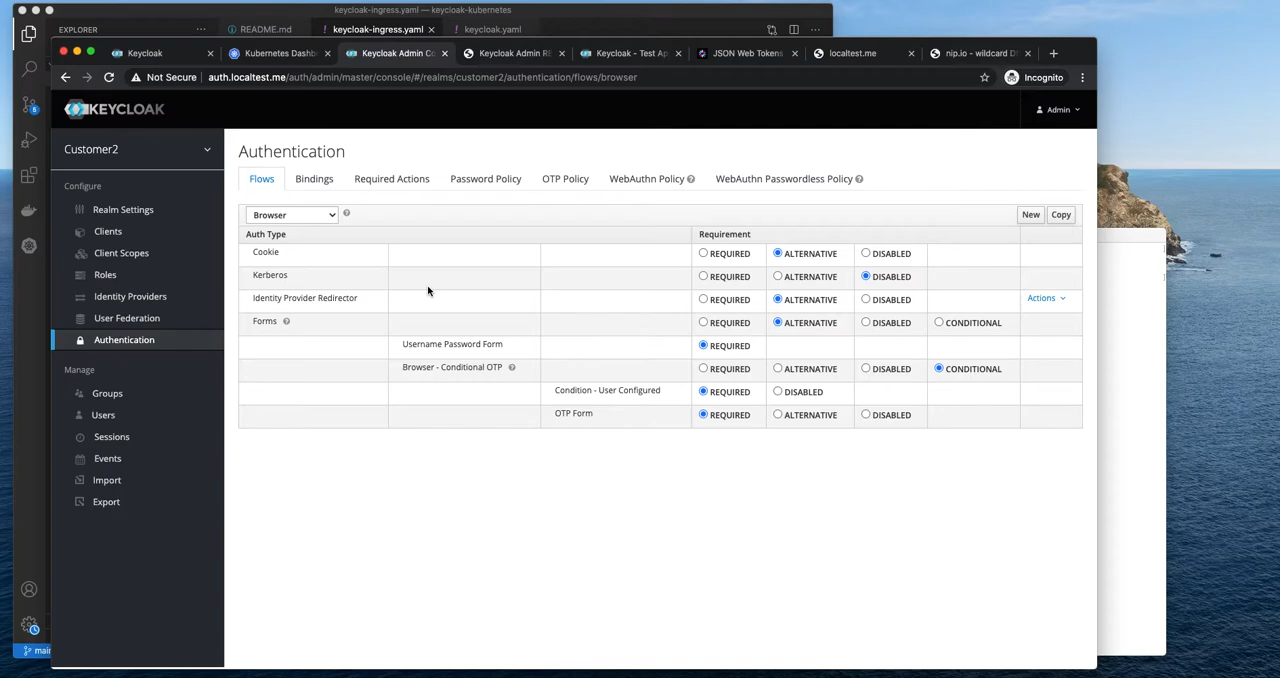 keycloak-ingress.yaml — keycloak-kubernetes
EXPLORER
README.md
! keycloak-ingress.yaml
! keycloak.yaml
Keycloak
Kubernetes Dashb
Keycloak Admin Co
Keycloak Admin RE
Keycloak - Test Ap
JSON Web Tokens
localtest.me
nip.io - wildcard D
Not Secure
auth.localtest.me/auth/admin/master/console/#/realms/customer2/authentication/flows/browser
Incognito
KEYCLOAK
Admin
Customer2
Configure
Realm Settings
Clients
Client Scopes
Roles
Identity Providers
User Federation
Authentication
Manage
Groups
Users
Sessions
Events
Import
Export
Authentication
Flows Bindings Required Actions Password Policy OTP Policy WebAuthn Policy WebAuthn Passwordless Policy
Browser
New Copy
Auth Type Requirement
Cookie REQUIRED ALTERNATIVE DISABLED
Kerberos REQUIRED ALTERNATIVE DISABLED
Identity Provider Redirector REQUIRED ALTERNATIVE DISABLED Actions
Forms REQUIRED ALTERNATIVE DISABLED CONDITIONAL
Username Password Form REQUIRED
Browser - Conditional OTP REQUIRED ALTERNATIVE DISABLED CONDITIONAL
Condition - User Configured REQUIRED DISABLED
OTP Form REQUIRED ALTERNATIVE DISABLED
main